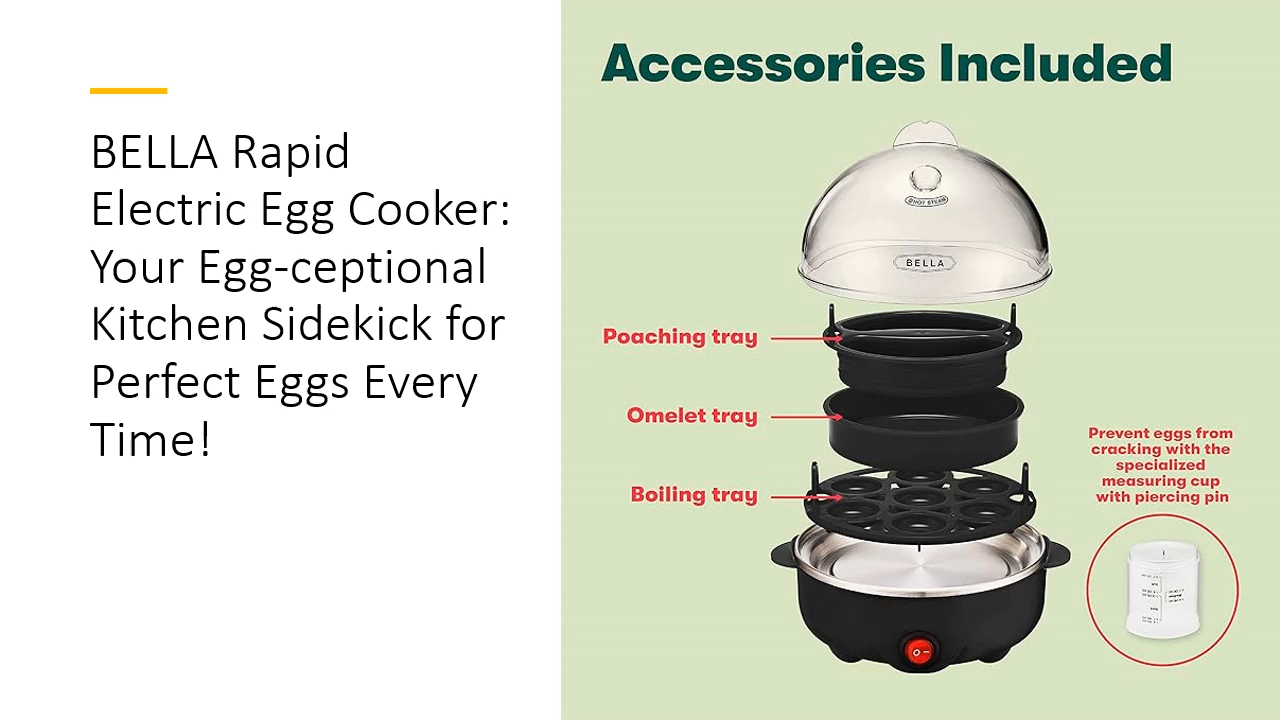 BELLA Rapid
Electric Egg Cooker:
Your Egg-ceptional
Kitchen Sidekick for
Perfect Eggs Every
Time!
Accessories Included
HOT STEAM
BELLA
Poaching tray
Omelet tray
Boiling tray
Prevent eggs from
cracking with the
specialized
measuring cup
with piercing pin